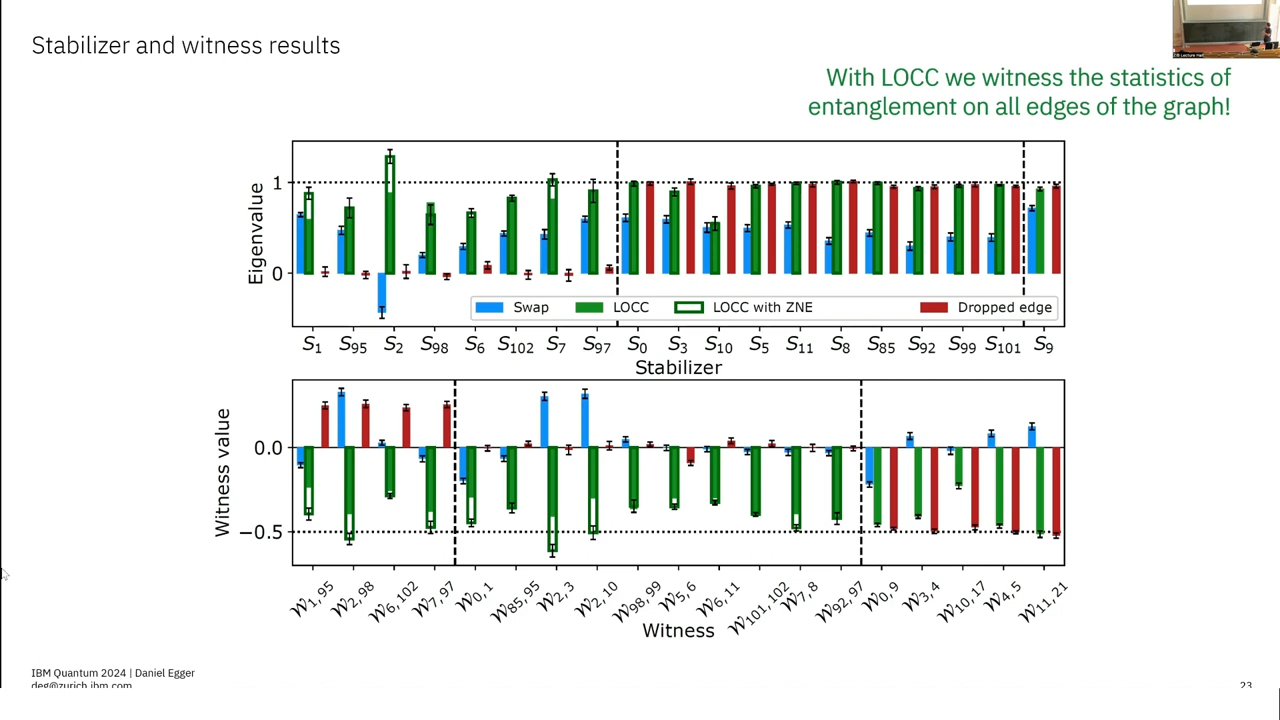 Stabilizer and witness results
With LOCC we witness the statistics of
entanglement on all edges of the graph!
Eigenvalue
1
0
Swap LOCC LOCC with ZNE Dropped edge
S1 S95 S2 S98 S6 S102 S7 S97 S0 S3 S10 S5 S11 S8 S85 S92 S99 S101 S9
Stabilizer
Witness value
0.0
−0.5
𝒲1,95 𝒲2,98 𝒲6,102 𝒲7,97 𝒲0,1 𝒲85,95 𝒲2,3 𝒲2,10 𝒲98,99 𝒲5,6 𝒲6,11 𝒲101,102 𝒲7,8 𝒲92,97 𝒲0,9 𝒲3,4 𝒲10,17 𝒲4,5 𝒲11,21
Witness
IBM Quantum 2024 | Daniel Egger
deg@zurich.ibm.com
23